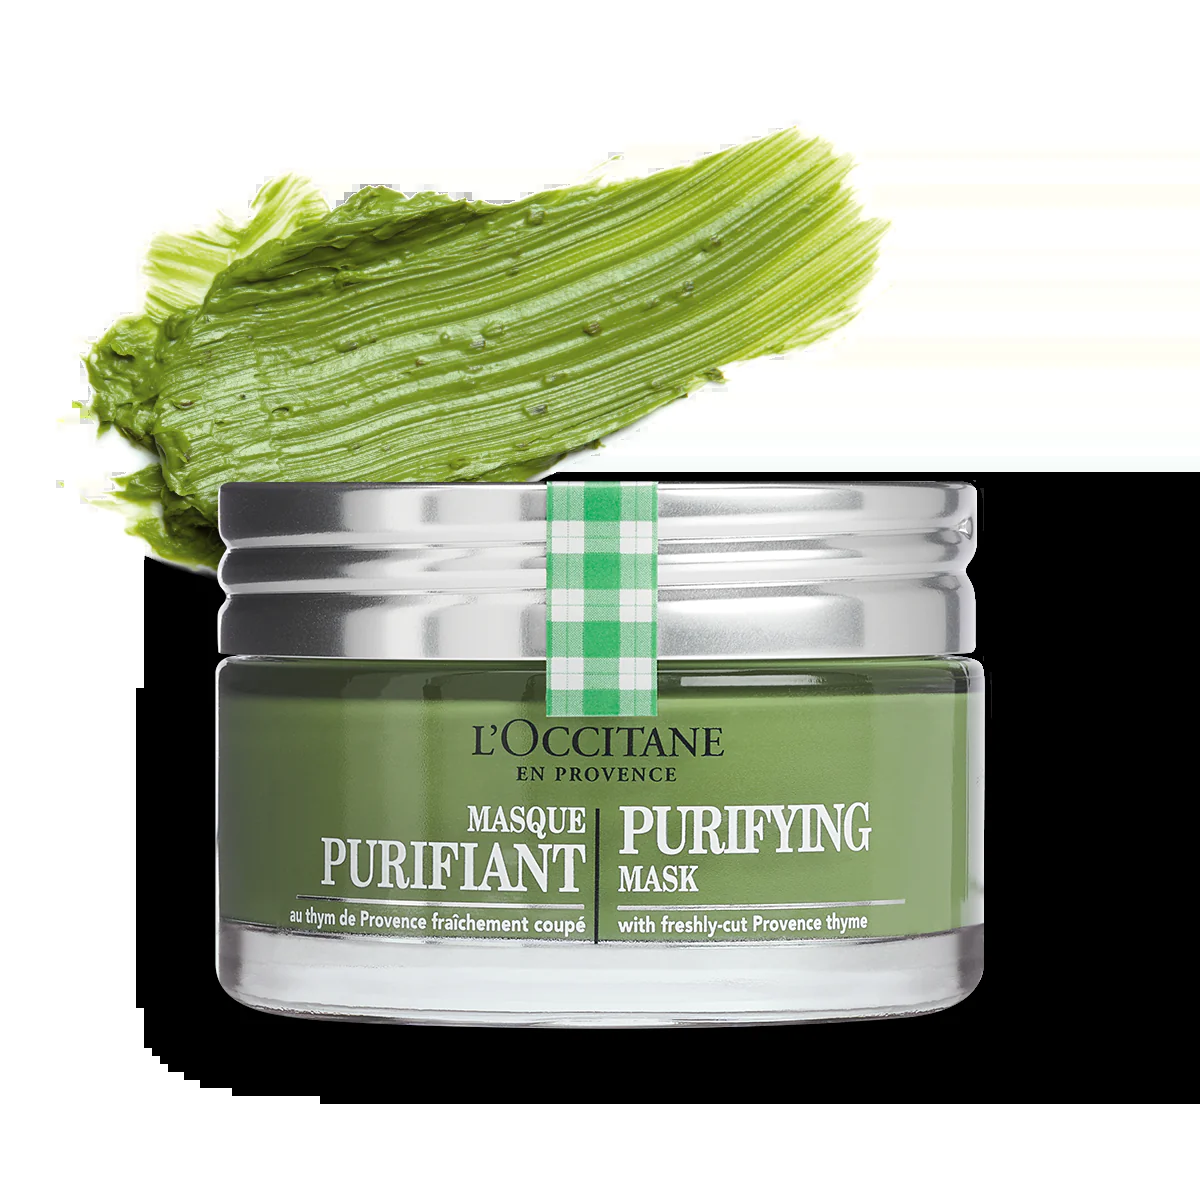 L'OCCITANE
EN PROVENCE
MASQUE
PURIFIANT
au thym de Provence fraîchement coupé
PURIFYING
MASK
with freshly-cut Provence thyme